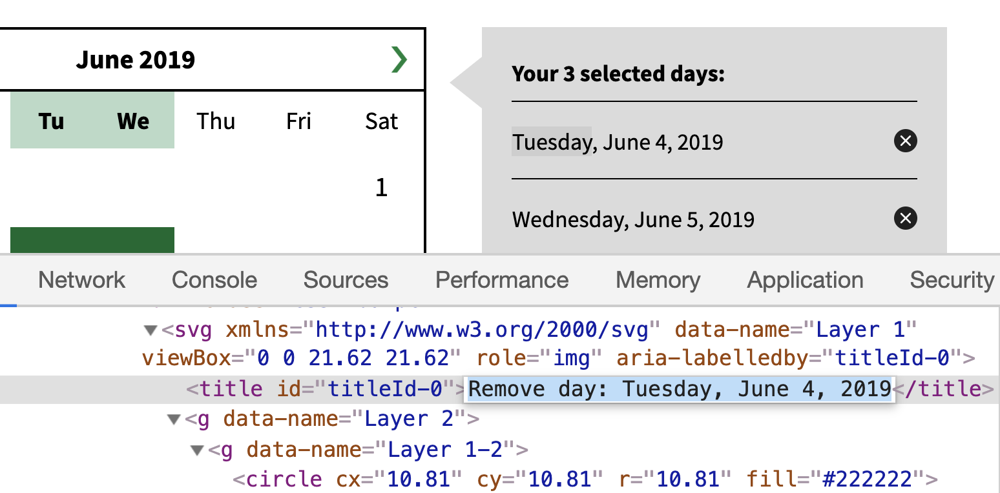 June 2019
Tu We Thu Fri Sat
1
Your 3 selected days:
Tuesday, June 4, 2019
Wednesday, June 5, 2019
Network Console Sources Performance Memory Application Security
<svg xmlns="http://www.w3.org/2000/svg" data-name="Layer 1"
viewBox="0 0 21.62 21.62" role="img" aria-labelledby="titleId-0">
<title id="titleId-0">Remove day: Tuesday, June 4, 2019</title>
<g data-name="Layer 2">
<g data-name="Layer 1-2">
<circle cx="10.81" cy="10.81" r="10.81" fill="#222222">